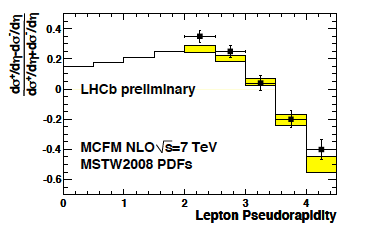 dσ⁺/dη-dσ⁻/dη
dσ⁺/dη+dσ⁻/dη
0.4
0.2
0
-0.2
-0.4
-0.6
LHCb preliminary
MCFM NLO √s=7 TeV
MSTW2008 PDFs
0 1 2 3 4
Lepton Pseudorapidity